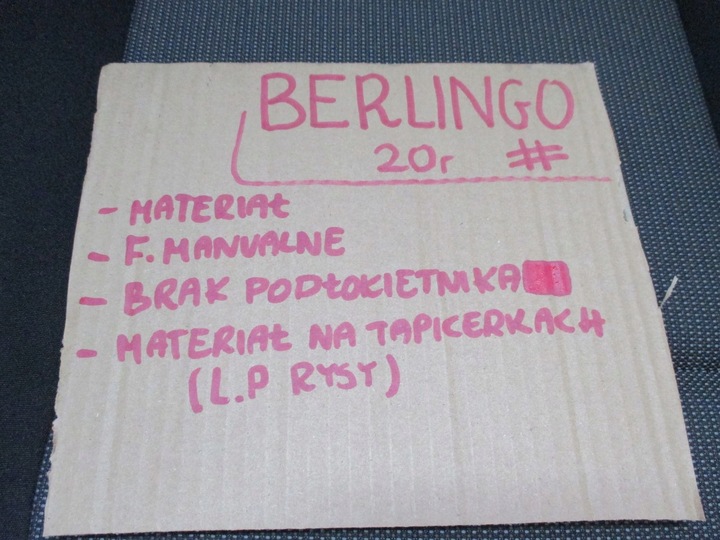 BERLINGO
20r #
- MATERIAŁ
- F. MANUALNE
- BRAK PODŁOKIETNIKA
- MATERIAŁ NA TAPICERKACH
(L.P RYSY)